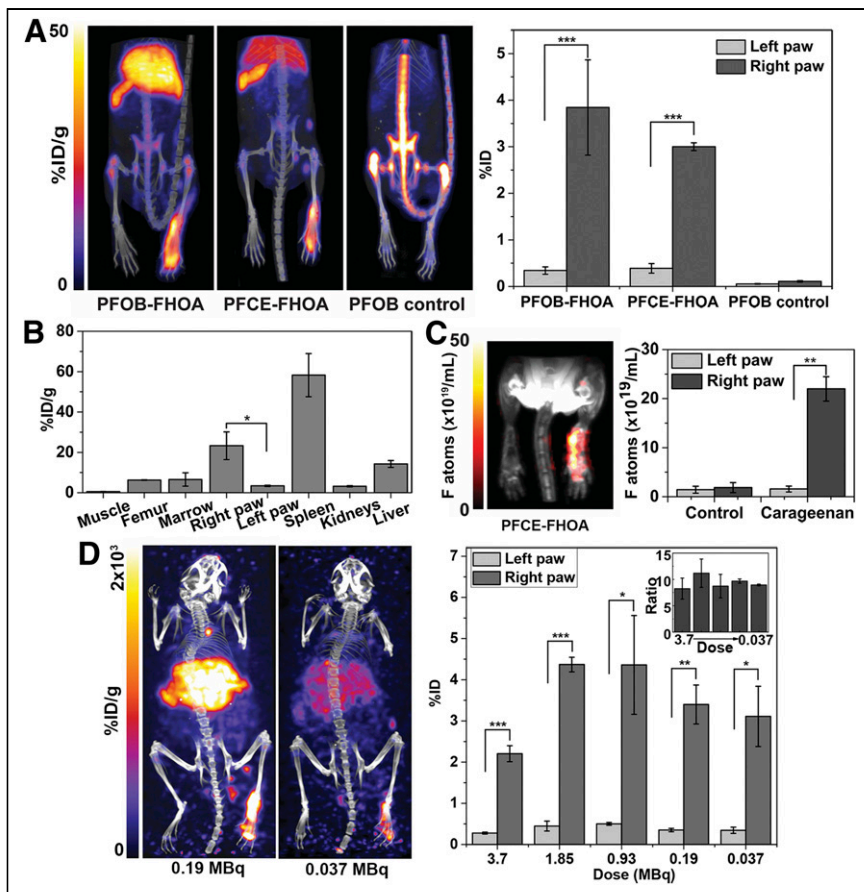 A
50
%ID/g
0
PFOB-FHOA
PFCE-FHOA
PFOB control
5
4
3
2
1
0
%ID
***
***
Left paw
Right paw
PFOB-FHOA
PFCE-FHOA
PFOB control
B
80
60
40
20
0
%ID/g
*
Muscle
Femur
Marrow
Right paw
Left paw
Spleen
Kidneys
Liver
C
50
F atoms (x10¹⁹/mL)
0
PFCE-FHOA
30
20
10
0
F atoms (x10¹⁹/mL)
Left paw
Right paw
**
Control
Carageenan
D
2x10³
%ID/g
0
0.19 MBq
0.037 MBq
7
6
5
4
3
2
1
0
%ID
Left paw
Right paw
***
***
*
**
*
15
10
5
0
Ratio
3.7
0.037
Dose
3.7
1.85
0.93
0.19
0.037
Dose (MBq)